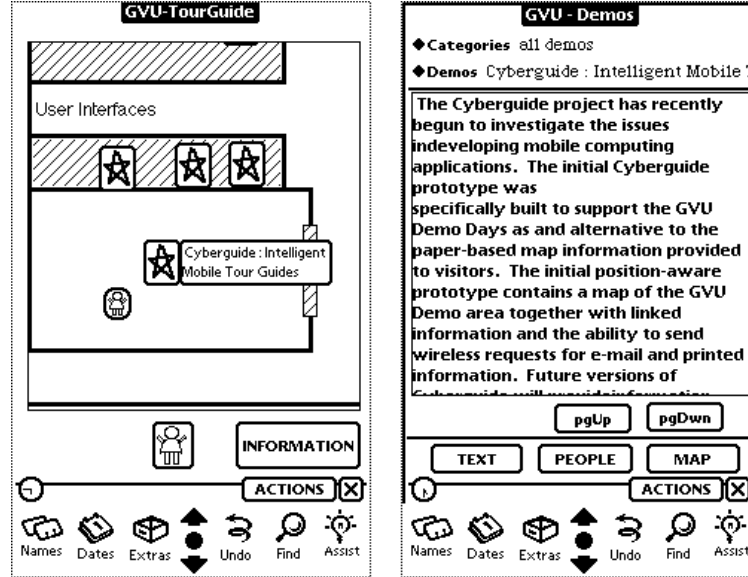 GVU-TourGuide
User Interfaces
Cyberguide : Intelligent
Mobile Tour Guides
INFORMATION
ACTIONS
Names Dates Extras Undo Find Assist
GVU - Demos
Categories all demos
Demos Cyberguide : Intelligent Mobile
The Cyberguide project has recently
begun to investigate the issues
indeveloping mobile computing
applications. The initial Cyberguide
prototype was
specifically built to support the GVU
Demo Days as and alternative to the
paper-based map information provided
to visitors. The initial position-aware
prototype contains a map of the GVU
Demo area together with linked
information and the ability to send
wireless requests for e-mail and printed
information. Future versions of
pgUp pgDwn
TEXT PEOPLE MAP
ACTIONS
Names Dates Extras Undo Find Assist